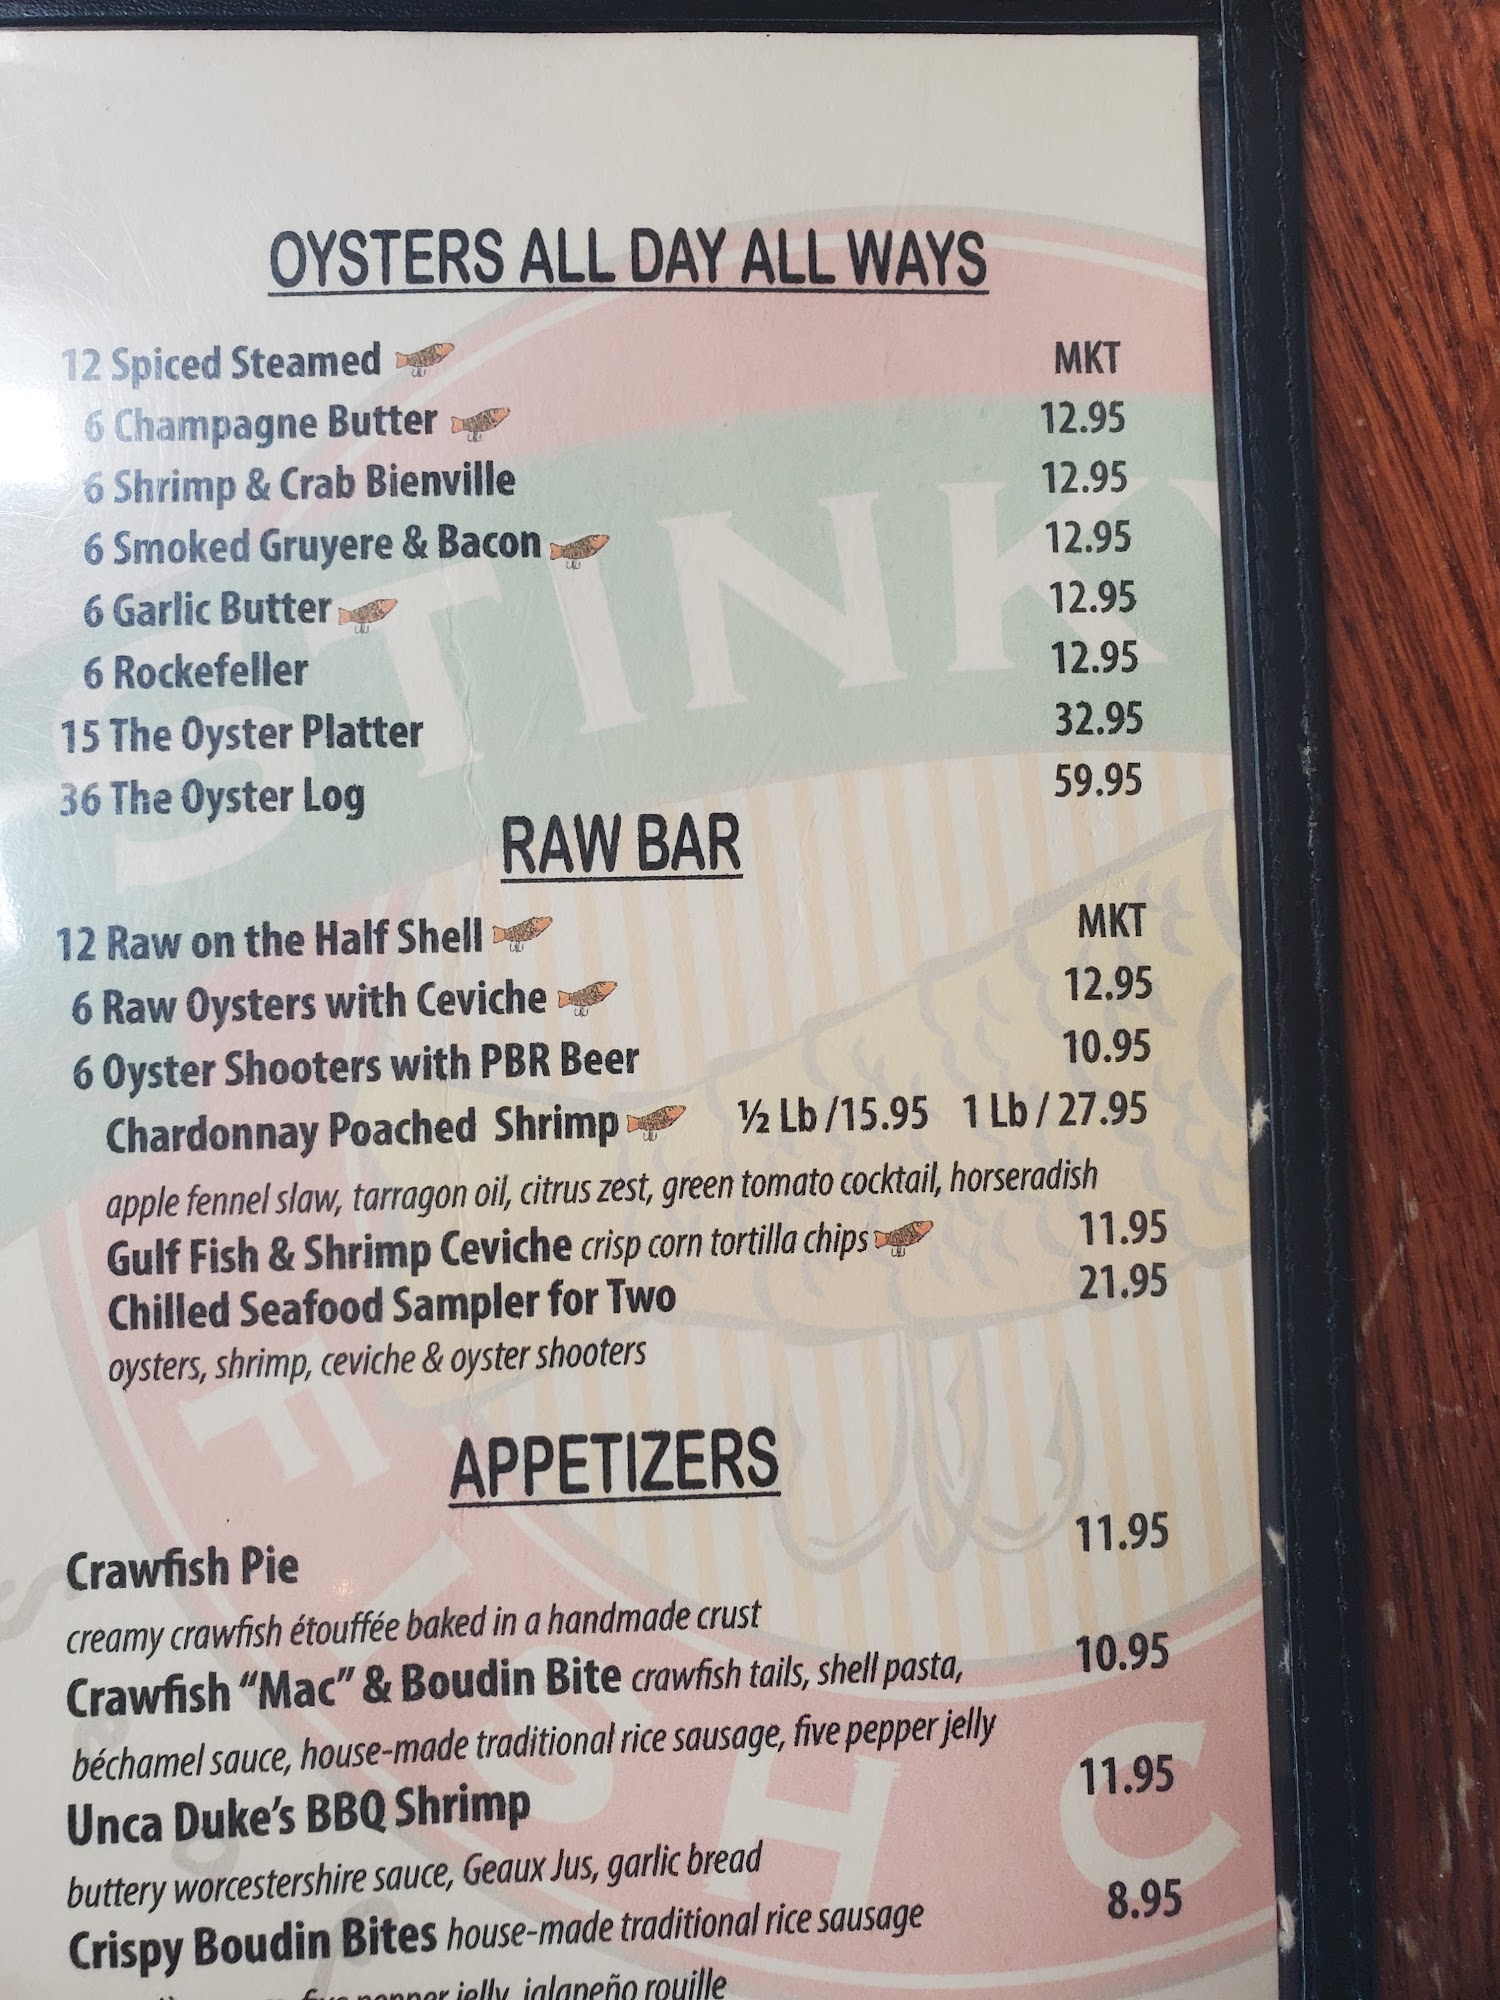 OYSTERS ALL DAY ALL WAYS
12 Spiced Steamed MKT
6 Champagne Butter 12.95
6 Shrimp & Crab Bienville 12.95
6 Smoked Gruyere & Bacon 12.95
6 Garlic Butter 12.95
6 Rockefeller 12.95
15 The Oyster Platter 32.95
36 The Oyster Log 59.95
RAW BAR
12 Raw on the Half Shell MKT
6 Raw Oysters with Ceviche 12.95
6 Oyster Shooters with PBR Beer 10.95
Chardonnay Poached Shrimp ½ Lb /15.95 1 Lb / 27.95
apple fennel slaw, tarragon oil, citrus zest, green tomato cocktail, horseradish
Gulf Fish & Shrimp Ceviche crisp corn tortilla chips 11.95
Chilled Seafood Sampler for Two 21.95
oysters, shrimp, ceviche & oyster shooters
APPETIZERS
Crawfish Pie 11.95
creamy crawfish étouffée baked in a handmade crust
Crawfish “Mac” & Boudin Bite crawfish tails, shell pasta, 10.95
béchamel sauce, house-made traditional rice sausage, five pepper jelly
Unca Duke’s BBQ Shrimp 11.95
buttery worcestershire sauce, Geaux Jus, garlic bread
Crispy Boudin Bites house-made traditional rice sausage 8.95
five pepper jelly, jalapeño rouille
STINKY
FISH C